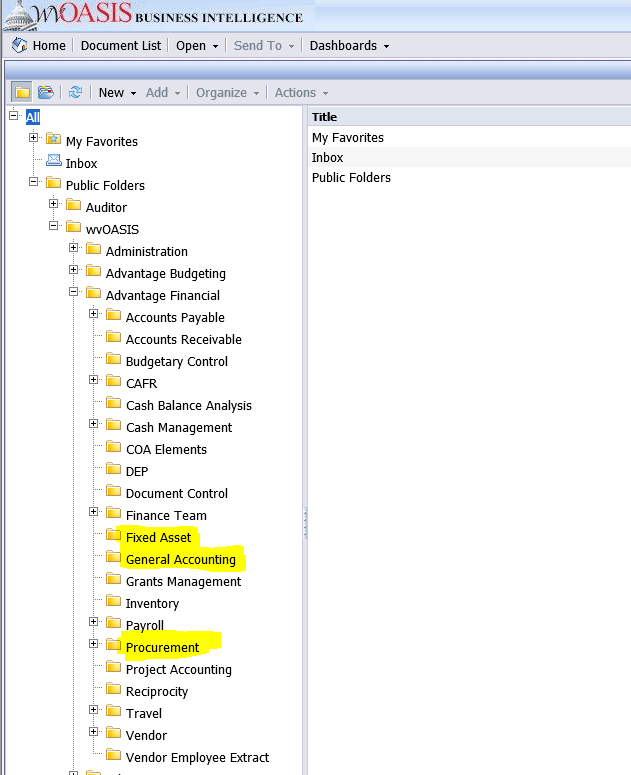 wvOASIS BUSINESS INTELLIGENCE
Home Document List Open Send To Dashboards
New Add Organize Actions
All
My Favorites
Inbox
Public Folders
Auditor
wvOASIS
Administration
Advantage Budgeting
Advantage Financial
Accounts Payable
Accounts Receivable
Budgetary Control
CAFR
Cash Balance Analysis
Cash Management
COA Elements
DEP
Document Control
Finance Team
Fixed Asset
General Accounting
Grants Management
Inventory
Payroll
Procurement
Project Accounting
Reciprocity
Travel
Vendor
Vendor Employee Extract
Title
My Favorites
Inbox
Public Folders